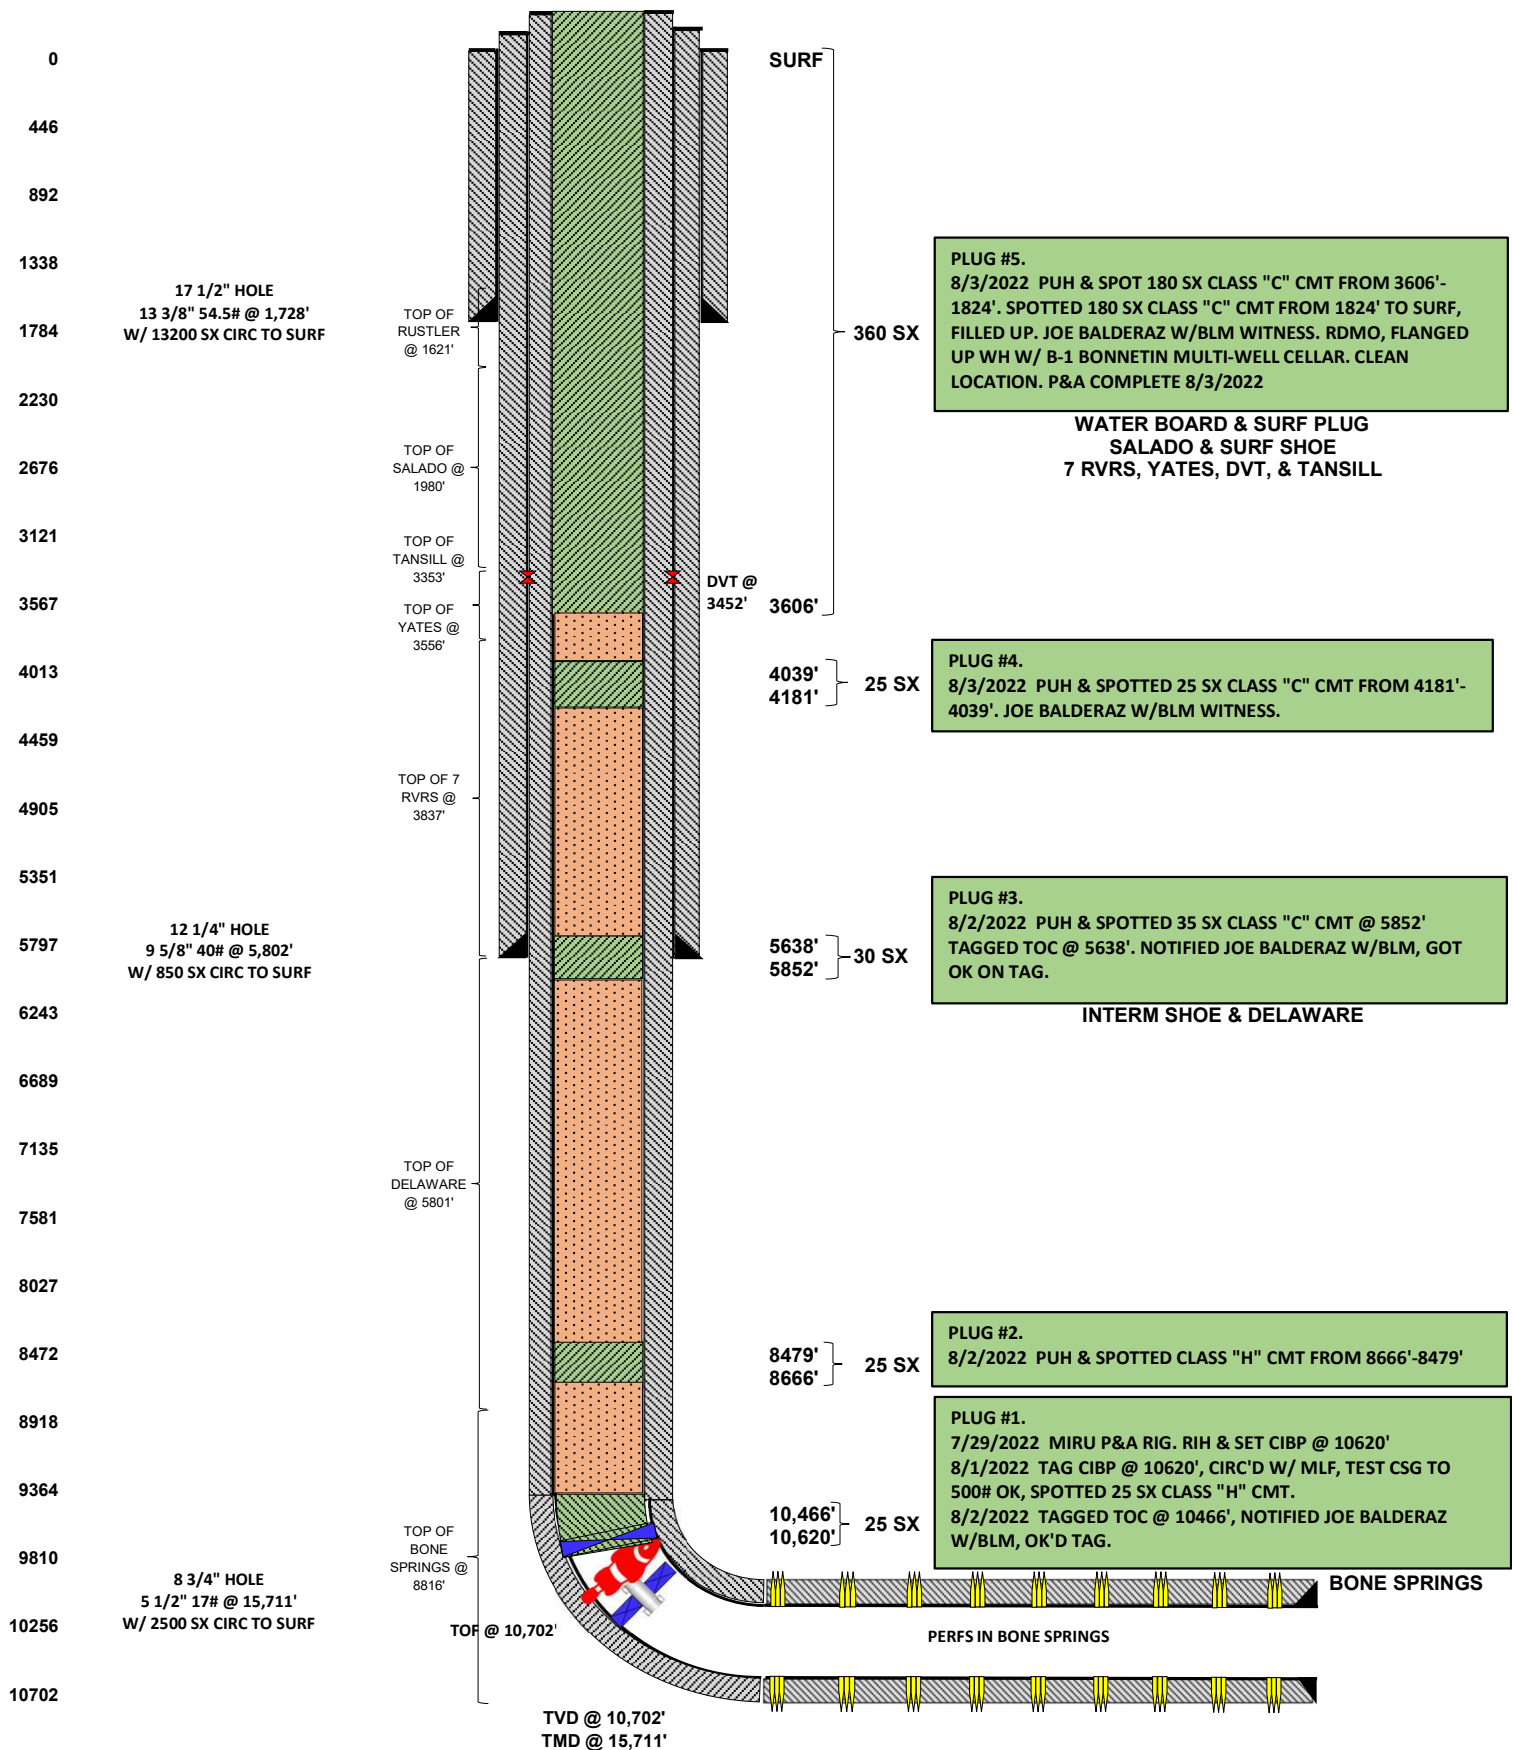 0
446
892
1338
1784
2230
2676
3121
3567
4013
4459
4905
5351
5797
6243
6689
7135
7581
8027
8472
8918
9364
9810
10256
10702
17 1/2" HOLE
13 3/8" 54.5# @ 1,728'
W/ 13200 SX CIRC TO SURF
12 1/4" HOLE
9 5/8" 40# @ 5,802'
W/ 850 SX CIRC TO SURF
8 3/4" HOLE
5 1/2" 17# @ 15,711'
W/ 2500 SX CIRC TO SURF
TOP OF
RUSTLER
@ 1621'
TOP OF
SALADO @
1980'
TOP OF
TANSILL @
3353'
TOP OF
YATES @
3556'
TOP OF 7
RVRS @
3837'
TOP OF
DELAWARE
@ 5801'
TOP OF
BONE
SPRINGS @
8816'
DVT @
3452'
TOF @ 10,702'
TVD @ 10,702'
TMD @ 15,711'
SURF
360 SX
3606'
PLUG #5.
8/3/2022 PUH & SPOT 180 SX CLASS "C" CMT FROM 3606'-
1824'. SPOTTED 180 SX CLASS "C" CMT FROM 1824' TO SURF,
FILLED UP. JOE BALDERAZ W/BLM WITNESS. RDMO, FLANGED
UP WH W/ B-1 BONNETIN MULTI-WELL CELLAR. CLEAN
LOCATION. P&A COMPLETE 8/3/2022
WATER BOARD & SURF PLUG
SALADO & SURF SHOE
7 RVRS, YATES, DVT, & TANSILL
4039'
4181'
25 SX
PLUG #4.
8/3/2022 PUH & SPOTTED 25 SX CLASS "C" CMT FROM 4181'-
4039'. JOE BALDERAZ W/BLM WITNESS.
5638'
5852'
30 SX
PLUG #3.
8/2/2022 PUH & SPOTTED 35 SX CLASS "C" CMT @ 5852'
TAGGED TOC @ 5638'. NOTIFIED JOE BALDERAZ W/BLM, GOT
OK ON TAG.
INTERM SHOE & DELAWARE
8479'
8666'
25 SX
PLUG #2.
8/2/2022 PUH & SPOTTED CLASS "H" CMT FROM 8666'-8479'
10,466'
10,620'
25 SX
PLUG #1.
7/29/2022 MIRU P&A RIG. RIH & SET CIBP @ 10620'
8/1/2022 TAG CIBP @ 10620', CIRC'D W/ MLF, TEST CSG TO
500# OK, SPOTTED 25 SX CLASS "H" CMT.
8/2/2022 TAGGED TOC @ 10466', NOTIFIED JOE BALDERAZ
W/BLM, OK'D TAG.
BONE SPRINGS
PERFS IN BONE SPRINGS